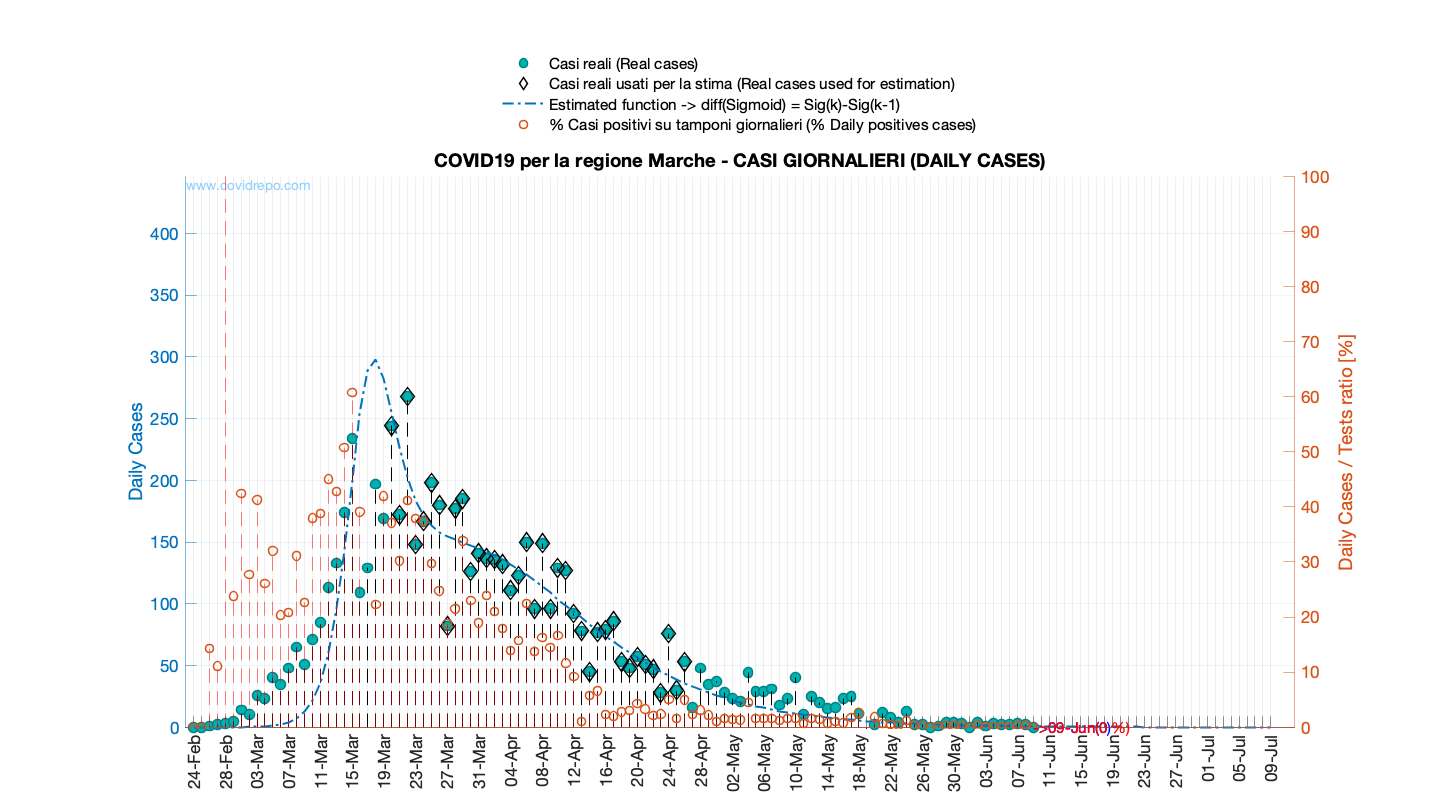 Casi reali (Real cases)
Casi reali usati per la stima (Real cases used for estimation)
Estimated function -> diff(Sigmoid) = Sig(k)-Sig(k-1)
% Casi positivi su tamponi giornalieri (% Daily positives cases)
COVID19 per la regione Marche - CASI GIORNALIERI (DAILY CASES)
www.covidrepo.com
Daily Cases
400
350
300
250
200
150
100
50
0
100
90
80
70
60
50
40
30
20
10
0
Daily Cases / Tests ratio [%]
24-Feb
28-Feb
03-Mar
07-Mar
11-Mar
15-Mar
19-Mar
23-Mar
27-Mar
31-Mar
04-Apr
08-Apr
12-Apr
16-Apr
20-Apr
24-Apr
28-Apr
02-May
06-May
10-May
14-May
18-May
22-May
26-May
30-May
03-Jun
07-Jun
11-Jun
15-Jun
19-Jun
23-Jun
27-Jun
01-Jul
05-Jul
09-Jul